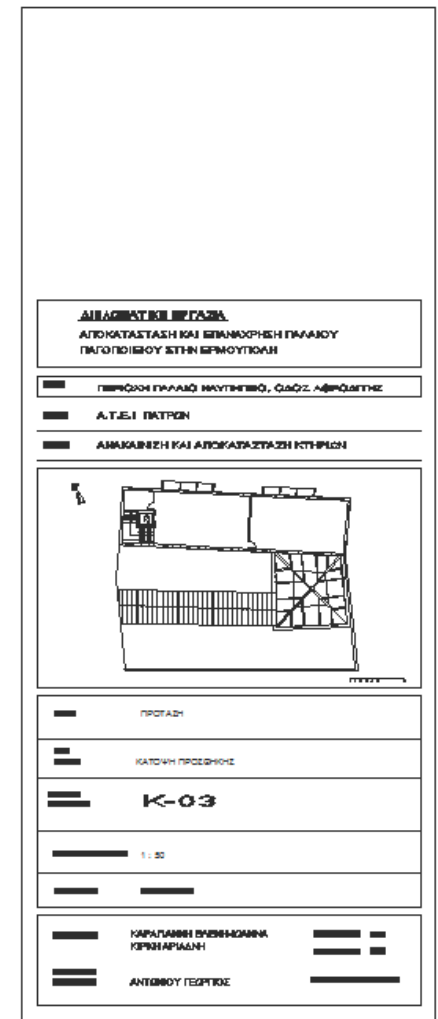 ΔΙΠΛΩΜΑΤΙΚΗ ΕΡΓΑΣΙΑ
ΑΠΟΚΑΤΑΣΤΑΣΗ ΚΑΙ ΕΠΑΝΑΧΡΗΣΗ ΠΑΛΑΙΟΥ
ΠΑΓΟΠΟΙΕΙΟΥ ΣΤΗΝ ΕΡΜΟΥΠΟΛΗ
ΠΕΡΙΟΧΗ ΠΑΛΑΙΟ ΝΑΥΠΗΓΕΙΟ, ΟΔΟΣ ΑΦΡΟΔΙΤΗΣ
Α.Τ.Ε.Ι ΠΑΤΡΩΝ
ΑΝΑΚΑΙΝΙΣΗ ΚΑΙ ΑΠΟΚΑΤΑΣΤΑΣΗ ΚΤΗΡΙΩΝ
ΠΡΟΤΑΣΗ
ΚΑΤΟΨΗ ΠΡΟΣΘΗΚΗΣ
Κ-03
1 : 50
ΚΑΡΑΓΙΑΝΝΗ ΕΛΕΝΗ-ΙΩΑΝΝΑ
ΚΙΡΚΗ ΑΡΙΑΔΝΗ
ΑΝΤΩΝΙΟΥ ΓΕΩΡΓΙΟΣ